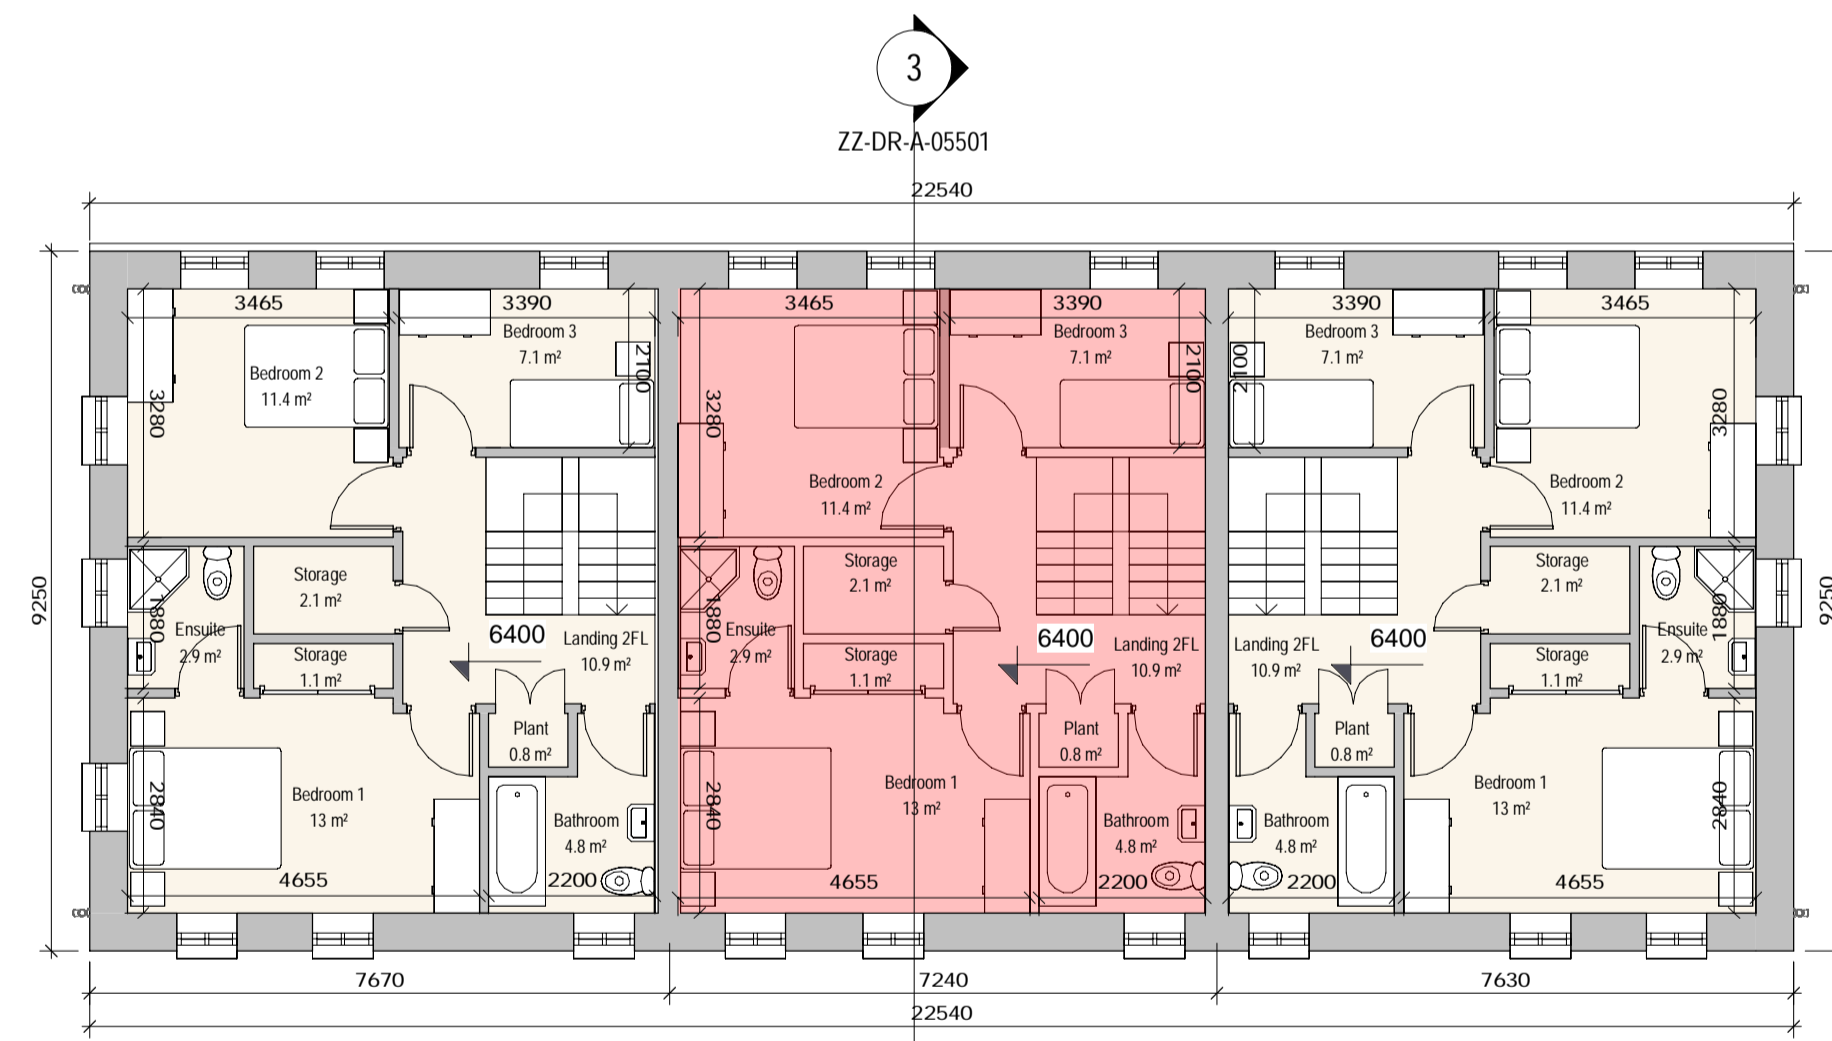 3
ZZ-DR-A-05501
22540
3465
3390
3465
3390
3390
3465
Bedroom 3
7.1 m²
Bedroom 3
7.1 m²
Bedroom 3
7.1 m²
2100
2100
2100
Bedroom 2
11.4 m²
3280
3280
3280
Bedroom 2
11.4 m²
Bedroom 2
11.4 m²
9250
9250
Storage
2.1 m²
Storage
2.1 m²
Storage
2.1 m²
1880
1880
1880
Ensuite
2.9 m²
Ensuite
2.9 m²
Ensuite
2.9 m²
6400
6400
6400
Landing 2FL
10.9 m²
Landing 2FL
10.9 m²
Landing 2FL
10.9 m²
Storage
1.1 m²
Storage
1.1 m²
Storage
1.1 m²
Plant
0.8 m²
Plant
0.8 m²
Plant
0.8 m²
2840
2840
2840
Bedroom 1
13 m²
Bedroom 1
13 m²
Bedroom 1
13 m²
Bathroom
4.8 m²
Bathroom
4.8 m²
Bathroom
4.8 m²
4655
2200
4655
2200
2200
4655
7670
7240
7630
22540